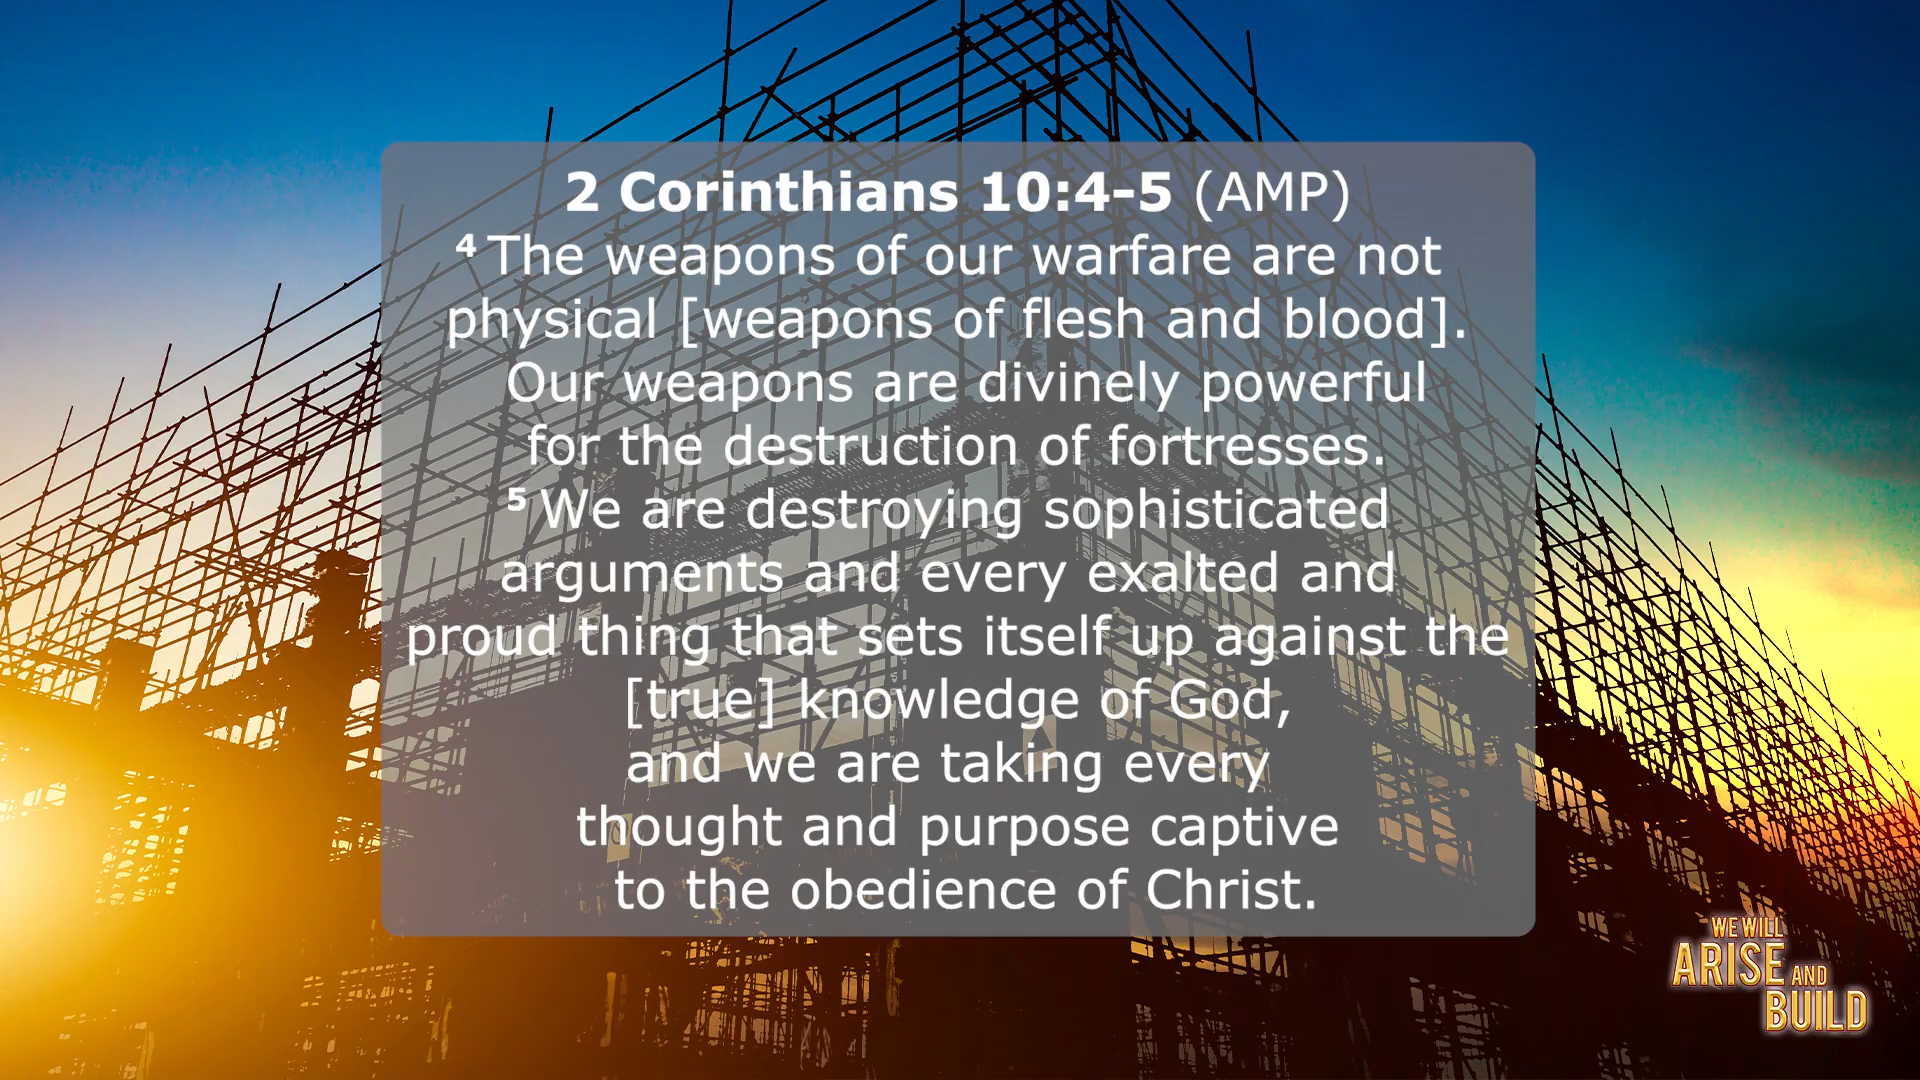 2 Corinthians 10:4-5 (AMP)
4 The weapons of our warfare are not
physical [weapons of flesh and blood].
Our weapons are divinely powerful
for the destruction of fortresses.
5 We are destroying sophisticated
arguments and every exalted and
proud thing that sets itself up against the
[true] knowledge of God,
and we are taking every
thought and purpose captive
to the obedience of Christ.
WE WILL
ARISE AND
BUILD